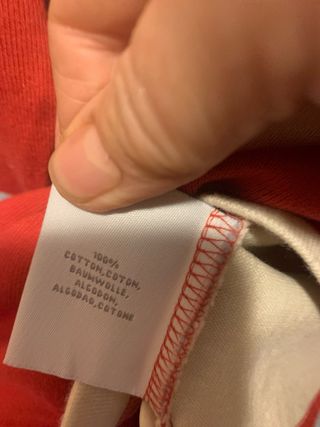 100%
COTTON, COTON,
BAUMWOLLE,
ALGODON,
ALGODAO, COTONE